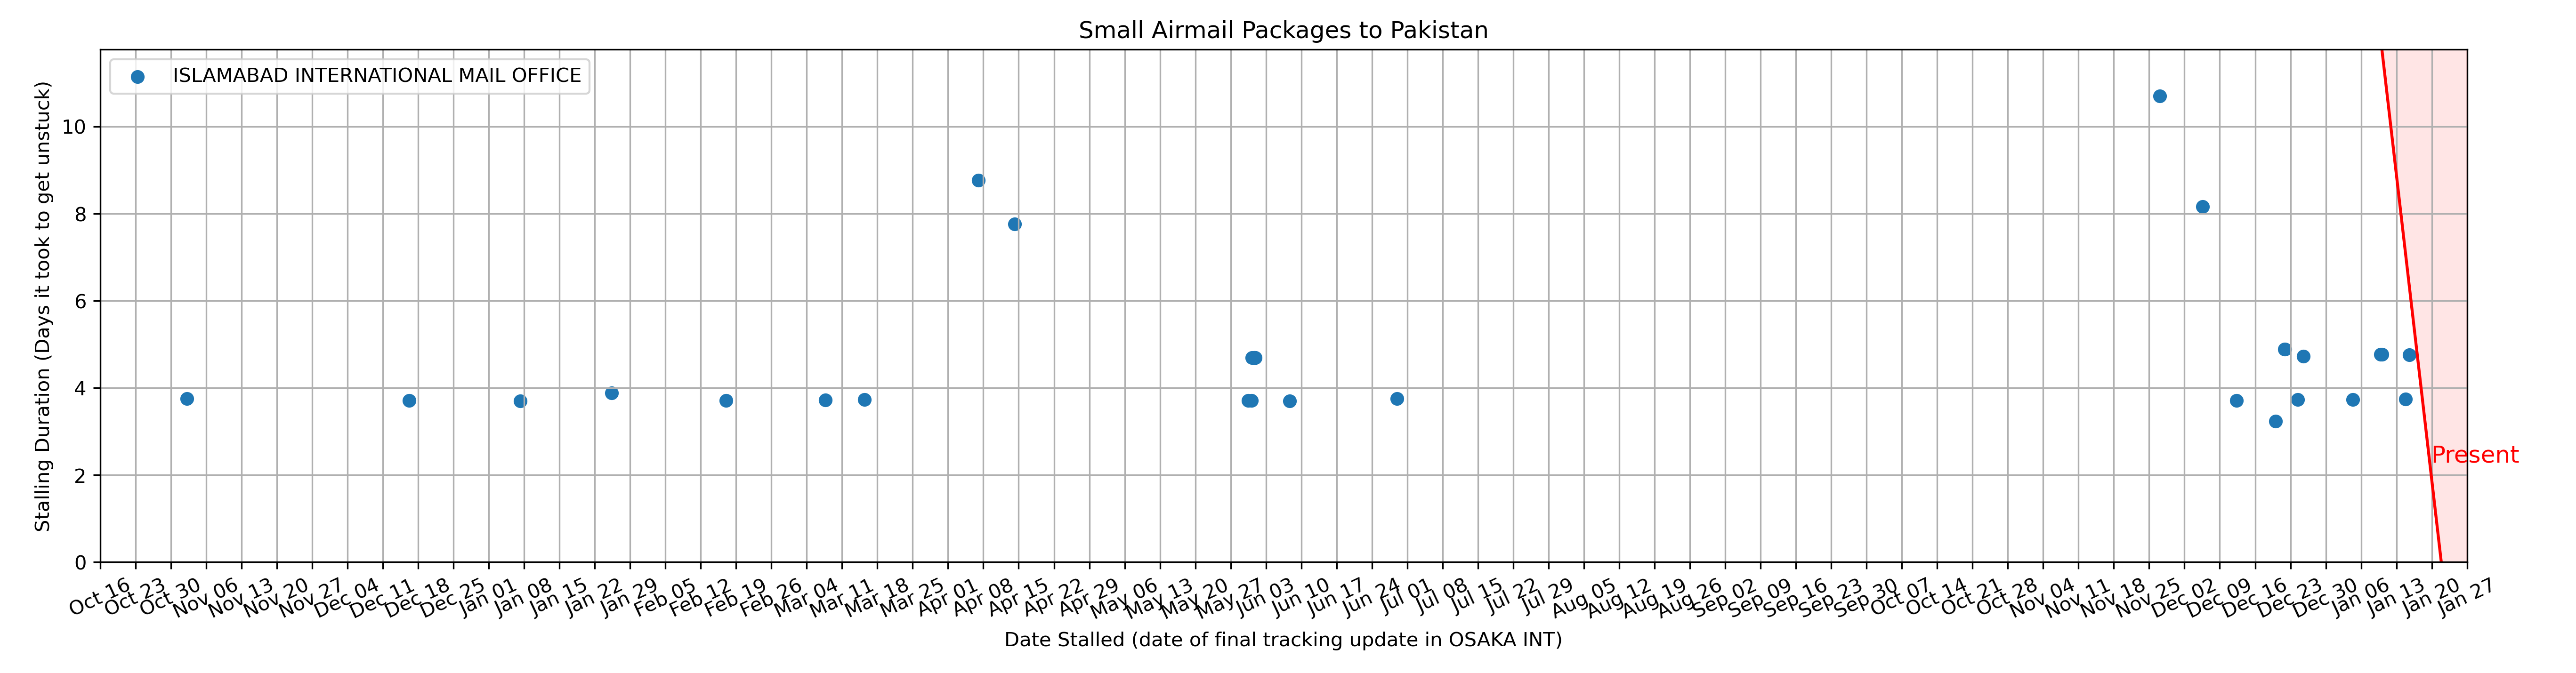 Small Airmail Packages to Pakistan
ISLAMABAD INTERNATIONAL MAIL OFFICE
Stalling Duration (Days it took to get unstuck)
10
8
6
4
2
0
Present
Oct 16
Oct 23
Oct 30
Nov 06
Nov 13
Nov 20
Nov 27
Dec 04
Dec 11
Dec 18
Dec 25
Jan 01
Jan 08
Jan 15
Jan 22
Jan 29
Feb 05
Feb 12
Feb 19
Feb 26
Mar 04
Mar 11
Mar 18
Mar 25
Apr 01
Apr 08
Apr 15
Apr 22
Apr 29
May 06
May 13
May 20
May 27
Jun 03
Jun 10
Jun 17
Jun 24
Jul 01
Jul 08
Jul 15
Jul 22
Jul 29
Aug 05
Aug 12
Aug 19
Aug 26
Sep 02
Sep 09
Sep 16
Sep 23
Sep 30
Oct 07
Oct 14
Oct 21
Oct 28
Nov 04
Nov 11
Nov 18
Nov 25
Dec 02
Dec 09
Dec 16
Dec 23
Dec 30
Jan 06
Jan 13
Jan 20
Jan 27
Date Stalled (date of final tracking update in OSAKA INT)